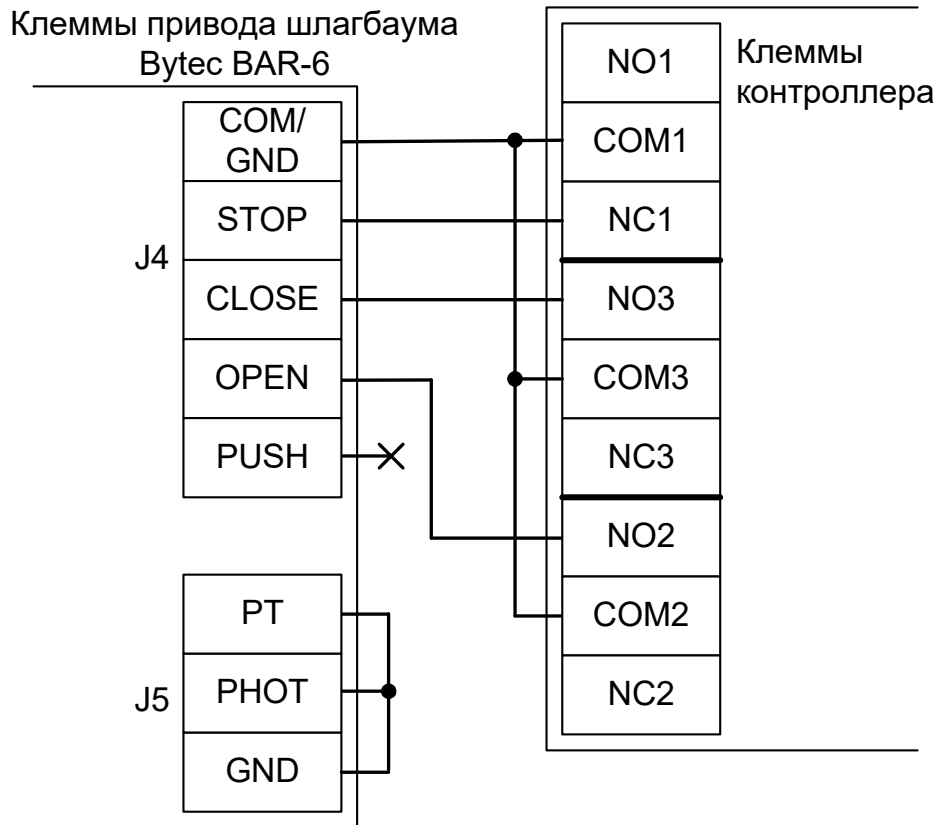 Клеммы привода шлагбаума
Bytec BAR-6
J4
COM/
GND
STOP
CLOSE
OPEN
PUSH
J5
PT
PHOT
GND
Клеммы
контроллера
NO1
COM1
NC1
NO3
COM3
NC3
NO2
COM2
NC2